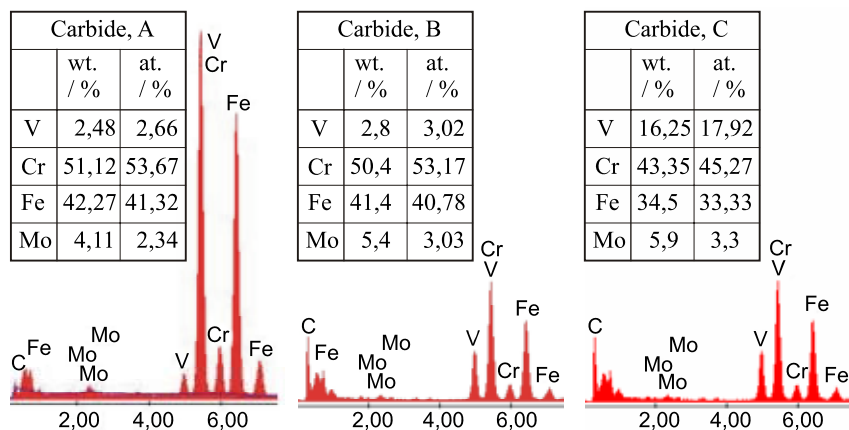 Carbide, A
wt. / % at. / %
V 2,48 2,66
Cr 51,12 53,67
Fe 42,27 41,32
Mo 4,11 2,34
V
Cr
Fe
C Fe Mo Mo Mo V Cr Fe
2,00 4,00 6,00
Carbide, B
wt. / % at. / %
V 2,8 3,02
Cr 50,4 53,17
Fe 41,4 40,78
Mo 5,4 3,03
Cr
V
Fe
C Fe Mo Mo Mo V Cr Fe
2,00 4,00 6,00
Carbide, C
wt. / % at. / %
V 16,25 17,92
Cr 43,35 45,27
Fe 34,5 33,33
Mo 5,9 3,3
Cr
V
Fe
C Mo Mo Mo V Cr Fe
2,00 4,00 6,00